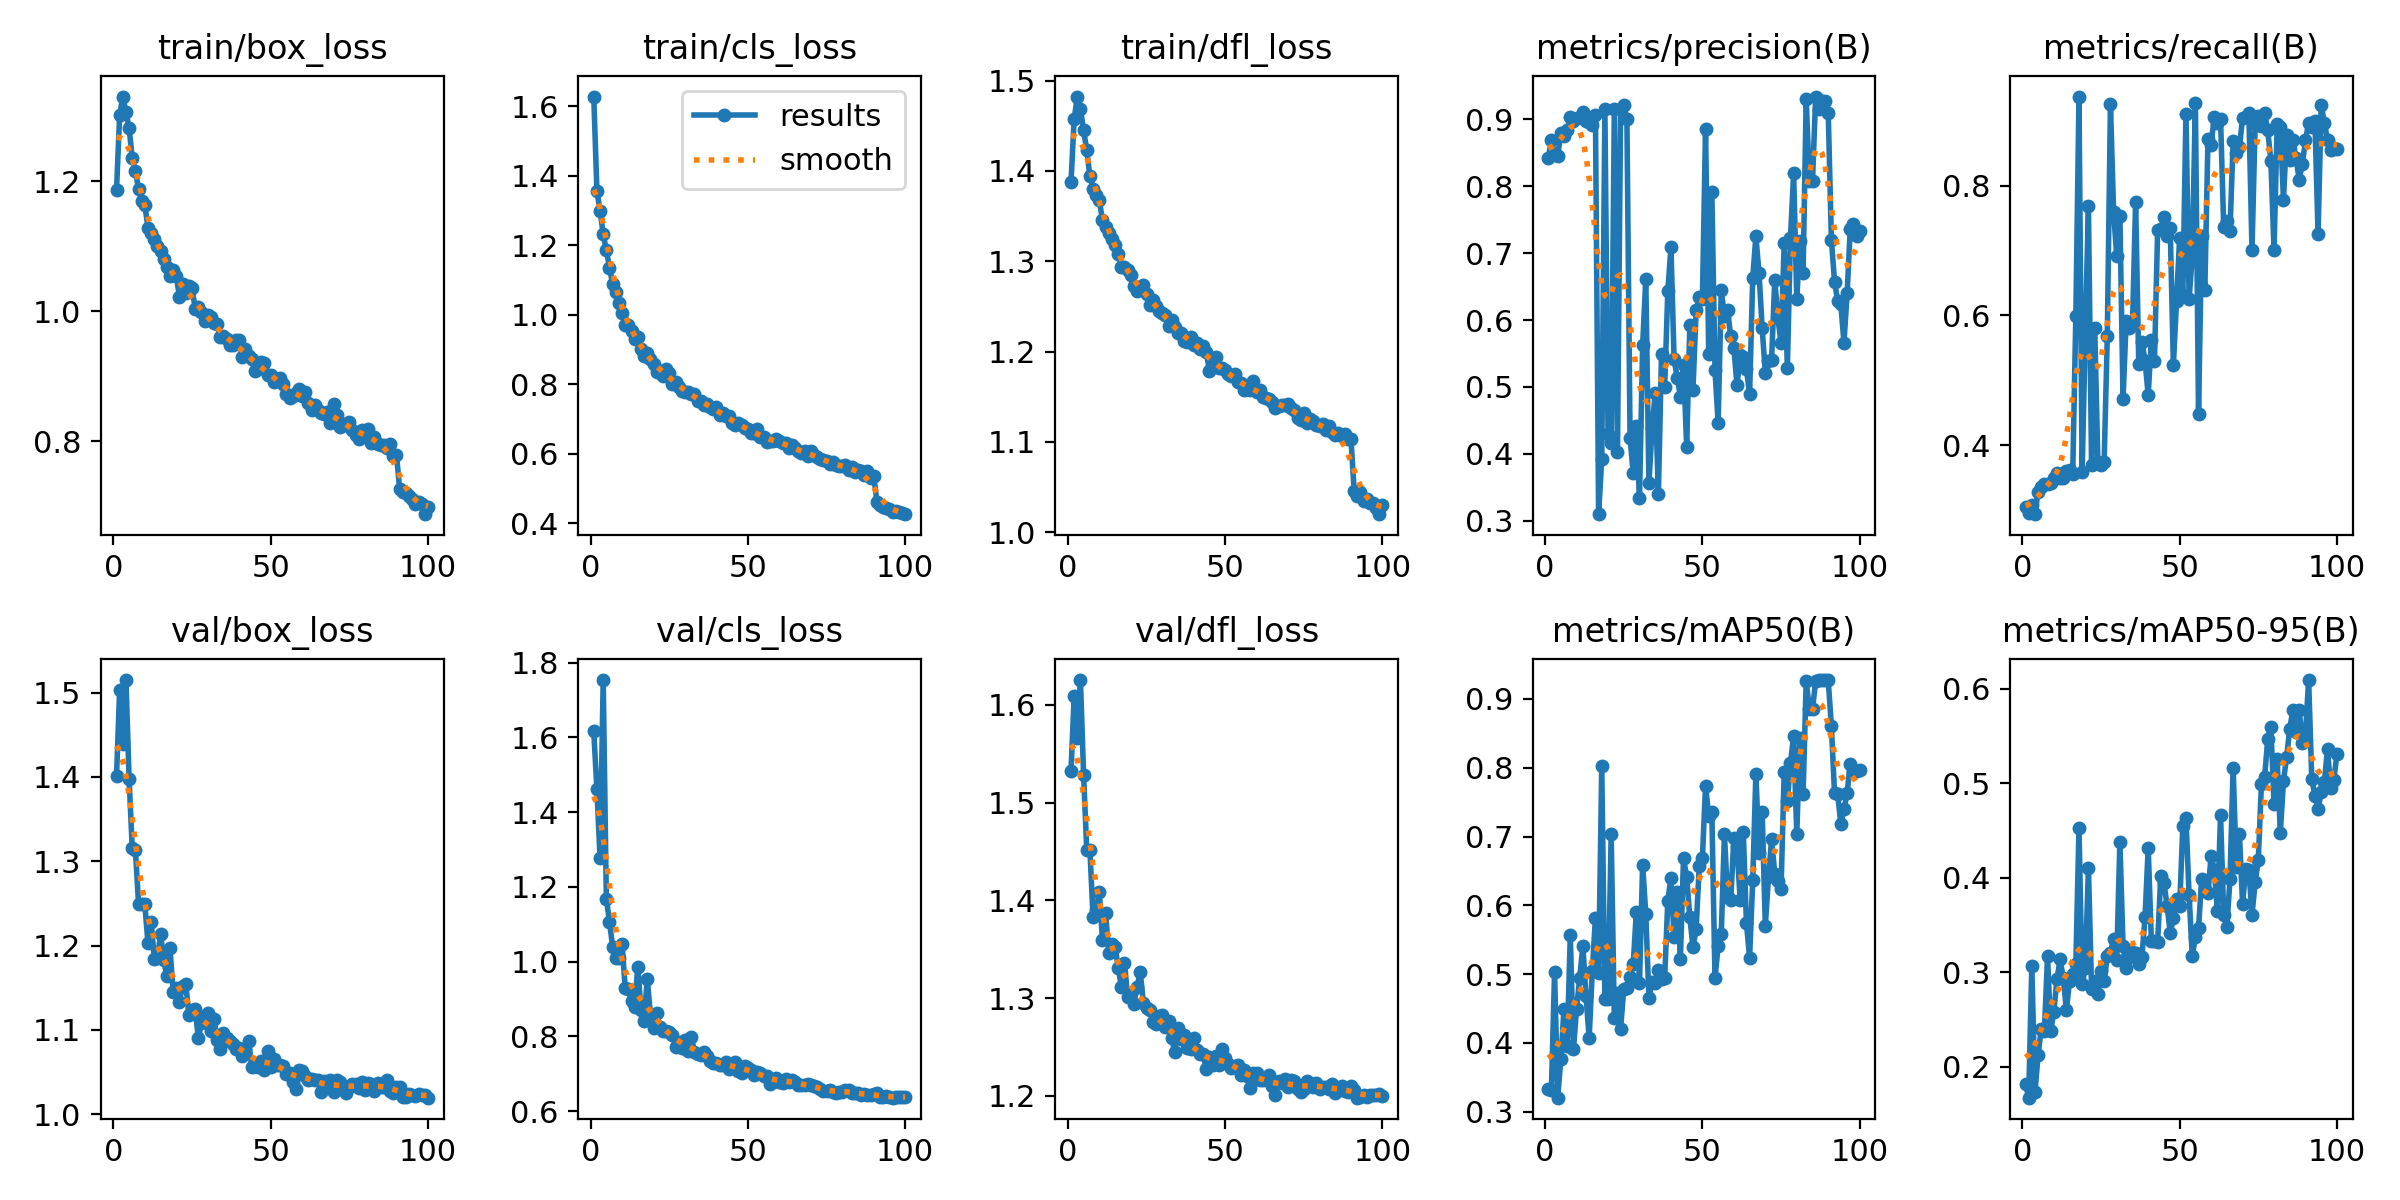 train/box_loss
train/cls_loss
train/dfl_loss
metrics/precision(B)
metrics/recall(B)
1.2
1.0
0.8
0 50 100
1.6
1.4
1.2
1.0
0.8
0.6
0.4
0 50 100
results
smooth
1.5
1.4
1.3
1.2
1.1
1.0
0 50 100
0.9
0.8
0.7
0.6
0.5
0.4
0.3
0 50 100
0.8
0.6
0.4
0 50 100
val/box_loss
val/cls_loss
val/dfl_loss
metrics/mAP50(B)
metrics/mAP50-95(B)
1.5
1.4
1.3
1.2
1.1
1.0
0 50 100
1.8
1.6
1.4
1.2
1.0
0.8
0.6
0 50 100
1.6
1.5
1.4
1.3
1.2
0 50 100
0.9
0.8
0.7
0.6
0.5
0.4
0.3
0 50 100
0.6
0.5
0.4
0.3
0.2
0 50 100